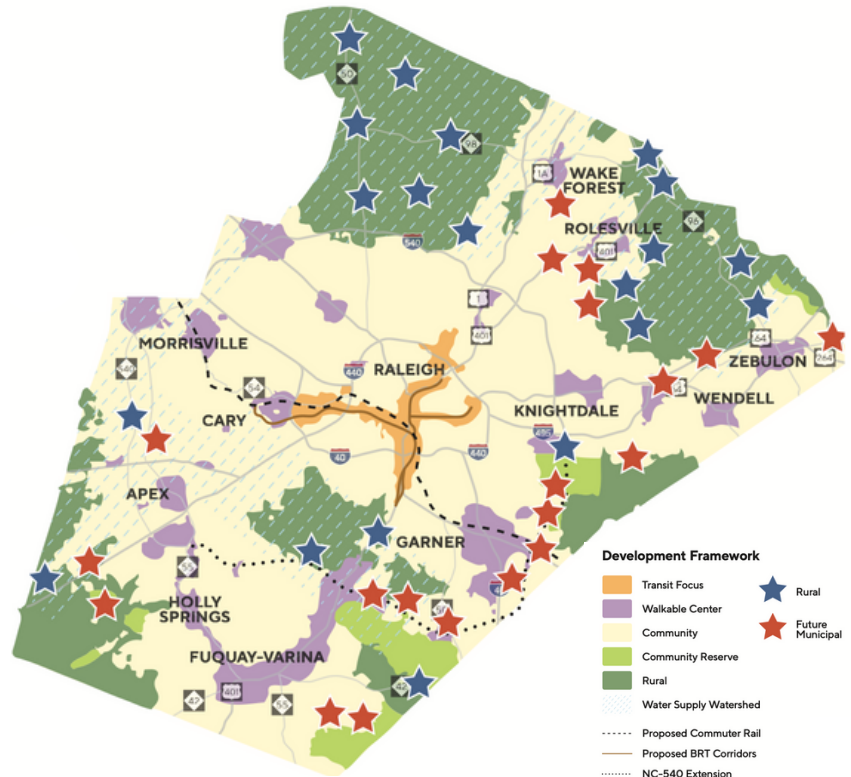 50
98
1A
WAKE
FOREST
96
ROLESVILLE
401
540
1
401
64
MORRISVILLE
RALEIGH
440
ZEBULON
264
540
54
WENDELL
KNIGHTDALE
CARY
40
440
APEX
GARNER
55
HOLLY
SPRINGS
50
FUQUAY-VARINA
42
401
55
42
Development Framework
Transit Focus
Walkable Center
Community
Community Reserve
Rural
Water Supply Watershed
Proposed Commuter Rail
Proposed BRT Corridors
NC-540 Extension
Rural
Future
Municipal